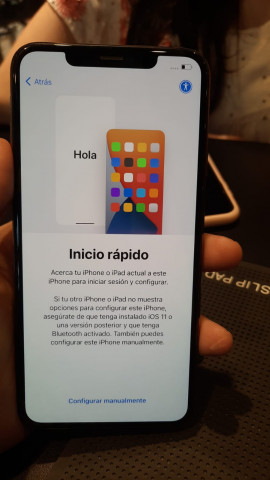 Atrás
Hola
Inicio rápido
Acerca tu iPhone o iPad actual a este
iPhone para iniciar sesión y configurar.
Si tu otro iPhone o iPad no muestra
opciones para configurar este iPhone,
asegúrate de que tenga instalado iOS 11 o
una versión posterior y que tenga
Bluetooth activado. También puedes
configurar este iPhone manualmente.
Configurar manualmente
SLIP PAD